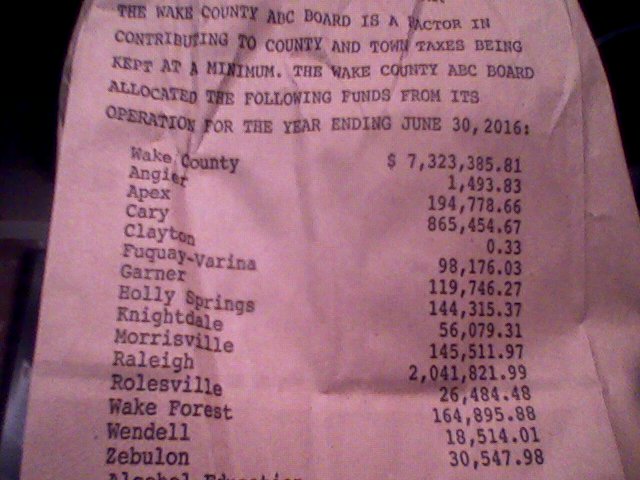 THE WAKE COUNTY ABC BOARD IS A FACTOR IN
CONTRIBUTING TO COUNTY AND TOWN TAXES BEING
KEPT AT A MINIMUM. THE WAKE COUNTY ABC BOARD
ALLOCATED THE FOLLOWING FUNDS FROM ITS
OPERATION FOR THE YEAR ENDING JUNE 30, 2016:
Wake County $ 7,323,385.81
Angier 1,493.83
Apex 194,778.66
Cary 865,454.67
Clayton 0.33
Fuquay-Varina 98,176.03
Garner 119,746.27
Holly Springs 144,315.37
Knightdale 56,079.31
Morrisville 145,511.97
Raleigh 2,041,821.99
Rolesville 26,484.48
Wake Forest 164,895.88
Wendell 18,514.01
Zebulon 30,547.98
Alcohol Education